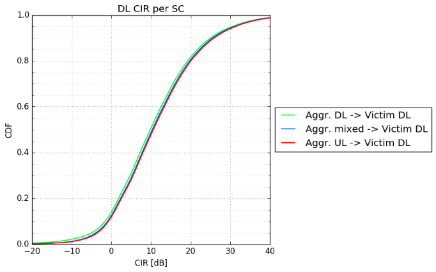 DL CIR per SC
1.0
0.8
0.6
0.4
0.2
0.0
CDF
−20
−10
0
10
20
30
40
CIR [dB]
Aggr. DL -> Victim DL
Aggr. mixed -> Victim DL
Aggr. UL -> Victim DL